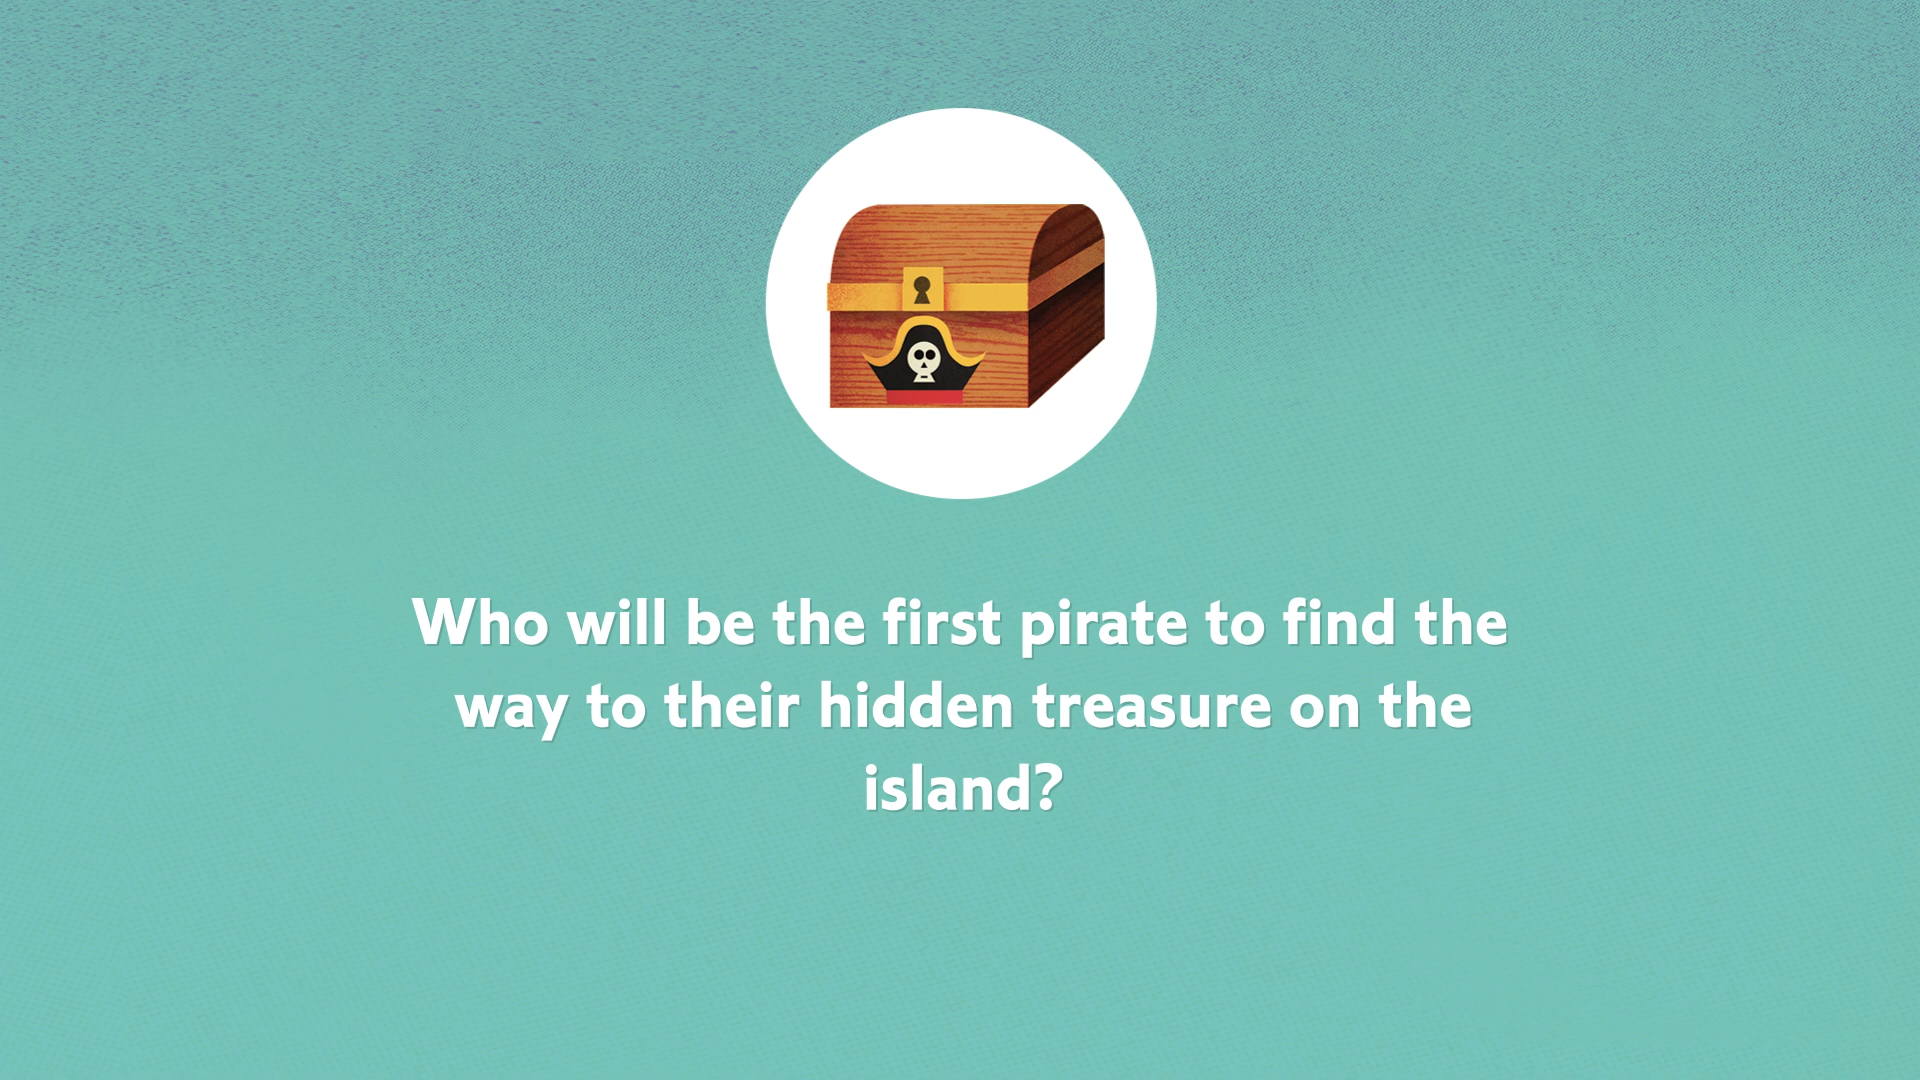 Who will be the first pirate to find the
way to their hidden treasure on the
island?